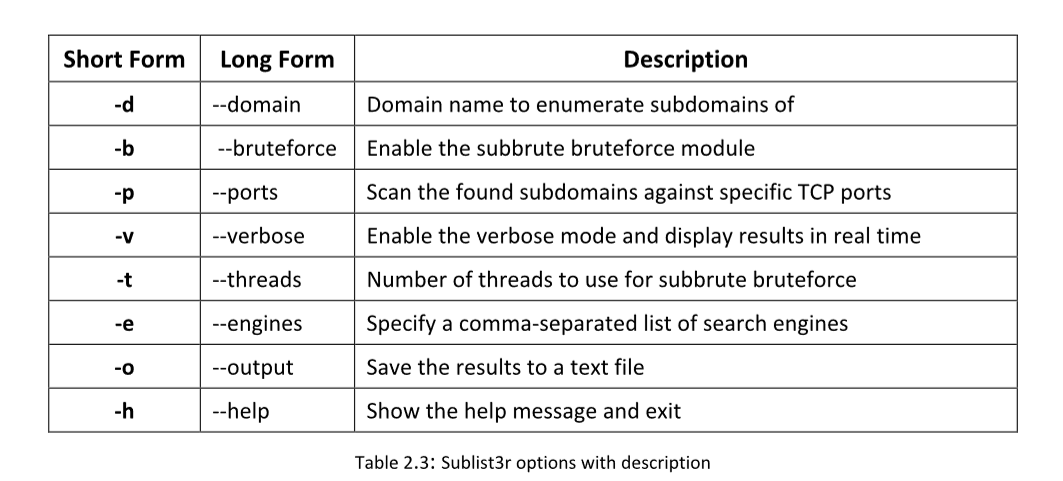 Short Form Long Form Description
-d --domain Domain name to enumerate subdomains of
-b --bruteforce Enable the subbrute bruteforce module
-p --ports Scan the found subdomains against specific TCP ports
-v --verbose Enable the verbose mode and display results in real time
-t --threads Number of threads to use for subbrute bruteforce
-e --engines Specify a comma-separated list of search engines
-o --output Save the results to a text file
-h --help Show the help message and exit
Table 2.3: Sublist3r options with description